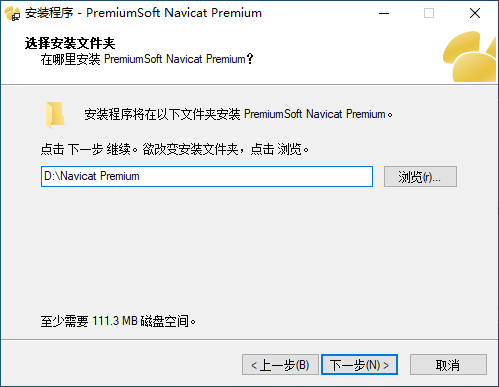 安装程序 - PremiumSoft Navicat Premium
选择安装文件夹
在哪里安装 PremiumSoft Navicat Premium？
安装程序将在以下文件夹安装 PremiumSoft Navicat Premium。
点击 下一步 继续。欲改变安装文件夹，点击 浏览。
D:\Navicat Premium
浏览(r)...
至少需要 111.3 MB 磁盘空间。
< 上一步(B)
下一步(N) >
取消